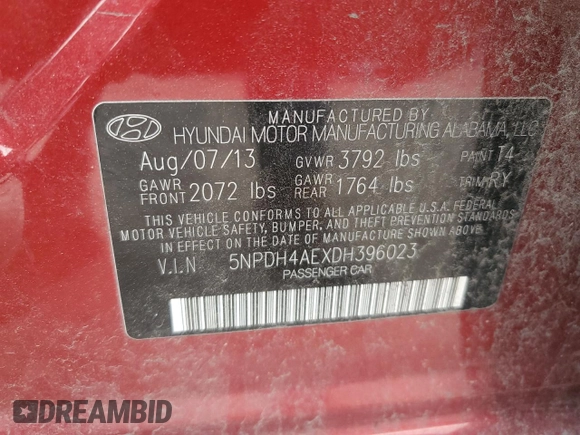 MANUFACTURED BY
HYUNDAI MOTOR MANUFACTURING ALABAMA, LLC
Aug/07/13 GVWR 3792 lbs PAINT T4
GAWR FRONT 2072 lbs GAWR REAR 1764 lbs TRIM RY
THIS VEHICLE CONFORMS TO ALL APPLICABLE U.S.A. FEDERAL
MOTOR VEHICLE SAFETY, BUMPER, AND THEFT PREVENTION STANDARDS
IN EFFECT ON THE DATE OF MANUFACTURE SHOWN ABOVE.
V.I.N 5NPDH4AEXDH396023
PASSENGER CAR
DREAMBID